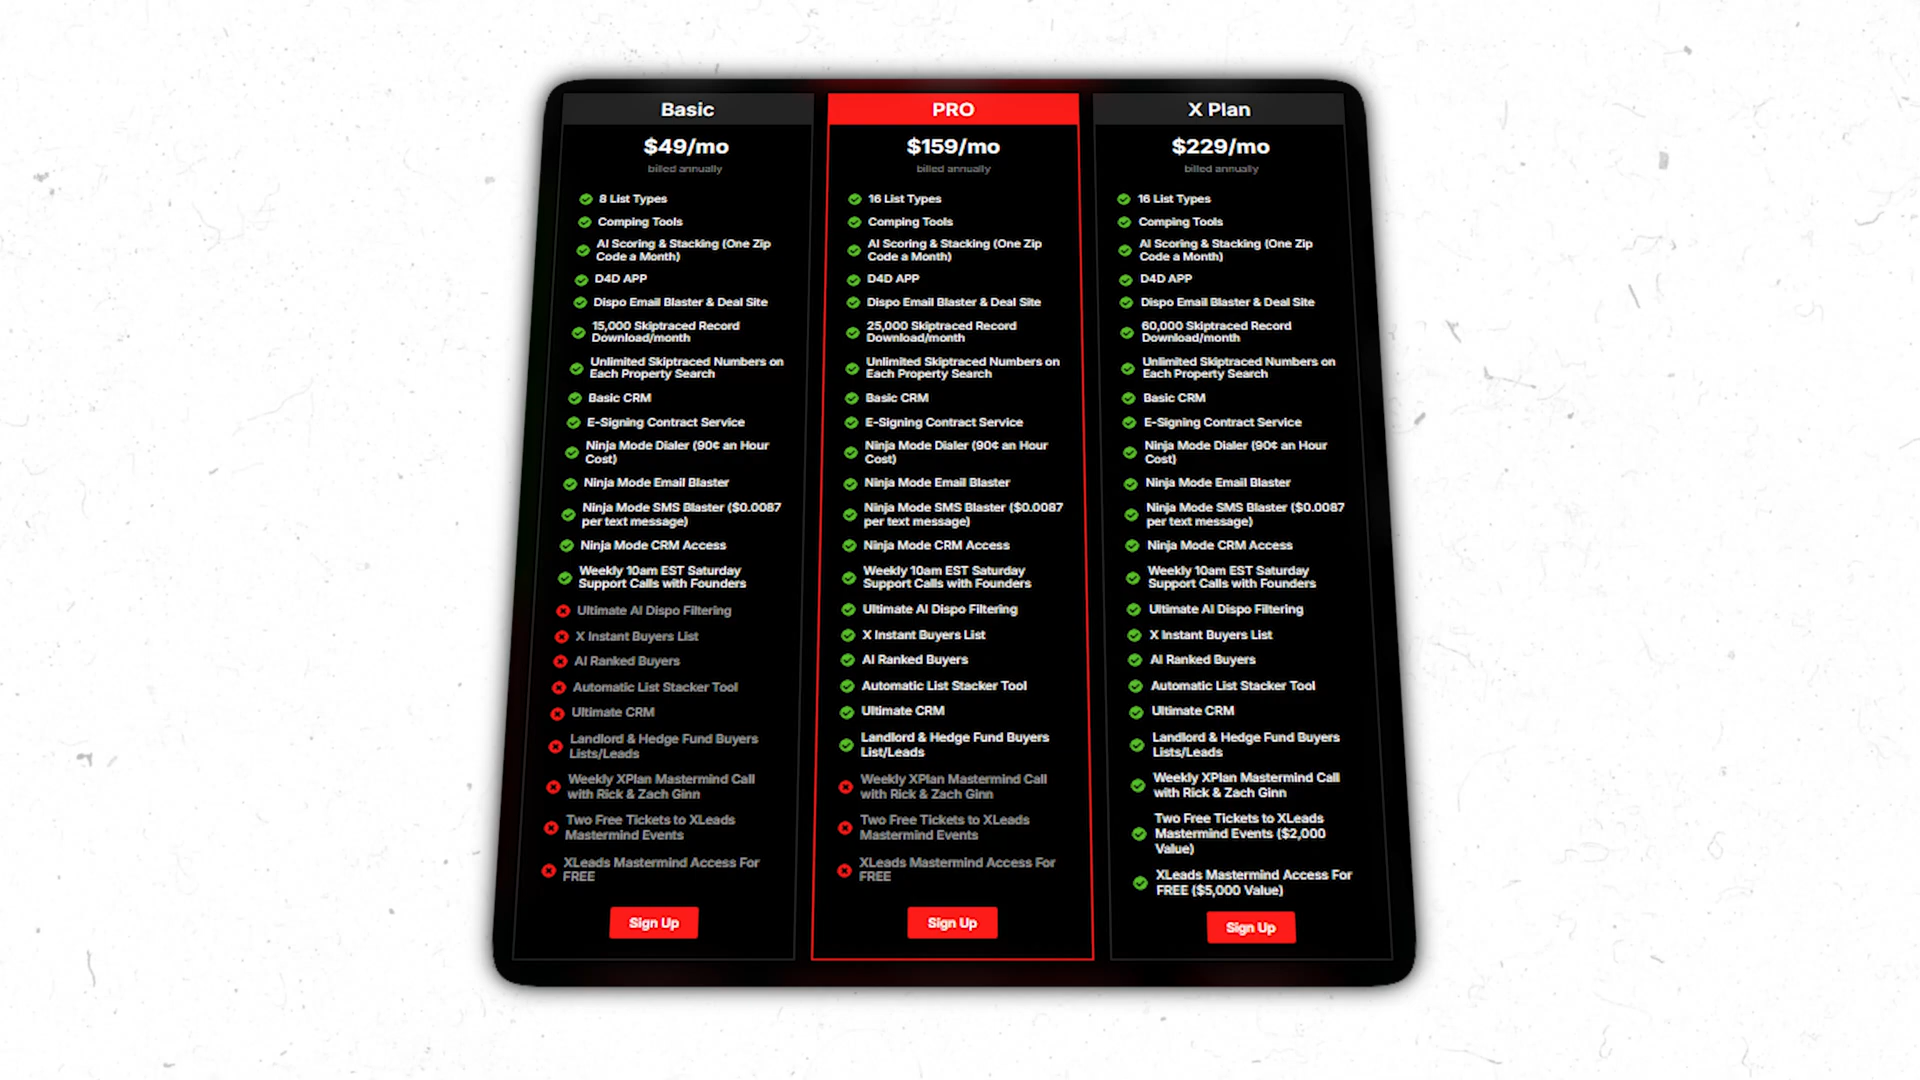 Basic
$49/mo
billed annually
8 List Types
Comping Tools
AI Scoring & Stacking (One Zip
Code a Month)
D4D APP
Dispo Email Blaster & Deal Site
15,000 Skiptraced Record
Download/month
Unlimited Skiptraced Numbers on
Each Property Search
Basic CRM
E-Signing Contract Service
Ninja Mode Dialer (90¢ an Hour
Cost)
Ninja Mode Email Blaster
Ninja Mode SMS Blaster ($0.0087
per text message)
Ninja Mode CRM Access
Weekly 10am EST Saturday
Support Calls with Founders
Ultimate AI Dispo Filtering
X Instant Buyers List
AI Ranked Buyers
Automatic List Stacker Tool
Ultimate CRM
Landlord & Hedge Fund Buyers
Lists/Leads
Weekly XPlan Mastermind Call
with Rick & Zach Ginn
Two Free Tickets to XLeads
Mastermind Events
XLeads Mastermind Access For
FREE
Sign Up
PRO
$159/mo
billed annually
16 List Types
Comping Tools
AI Scoring & Stacking (One Zip
Code a Month)
D4D APP
Dispo Email Blaster & Deal Site
25,000 Skiptraced Record
Download/month
Unlimited Skiptraced Numbers on
Each Property Search
Basic CRM
E-Signing Contract Service
Ninja Mode Dialer (90¢ an Hour
Cost)
Ninja Mode Email Blaster
Ninja Mode SMS Blaster ($0.0087
per text message)
Ninja Mode CRM Access
Weekly 10am EST Saturday
Support Calls with Founders
Ultimate AI Dispo Filtering
X Instant Buyers List
AI Ranked Buyers
Automatic List Stacker Tool
Ultimate CRM
Landlord & Hedge Fund Buyers
List/Leads
Weekly XPlan Mastermind Call
with Rick & Zach Ginn
Two Free Tickets to XLeads
Mastermind Events
XLeads Mastermind Access For
FREE
Sign Up
X Plan
$229/mo
billed annually
16 List Types
Comping Tools
AI Scoring & Stacking (One Zip
Code a Month)
D4D APP
Dispo Email Blaster & Deal Site
60,000 Skiptraced Record
Download/month
Unlimited Skiptraced Numbers on
Each Property Search
Basic CRM
E-Signing Contract Service
Ninja Mode Dialer (90¢ an Hour
Cost)
Ninja Mode Email Blaster
Ninja Mode SMS Blaster ($0.0087
per text message)
Ninja Mode CRM Access
Weekly 10am EST Saturday
Support Calls with Founders
Ultimate AI Dispo Filtering
X Instant Buyers List
AI Ranked Buyers
Automatic List Stacker Tool
Ultimate CRM
Landlord & Hedge Fund Buyers
Lists/Leads
Weekly XPlan Mastermind Call
with Rick & Zach Ginn
Two Free Tickets to XLeads
Mastermind Events ($2,000
Value)
XLeads Mastermind Access For
FREE ($5,000 Value)
Sign Up